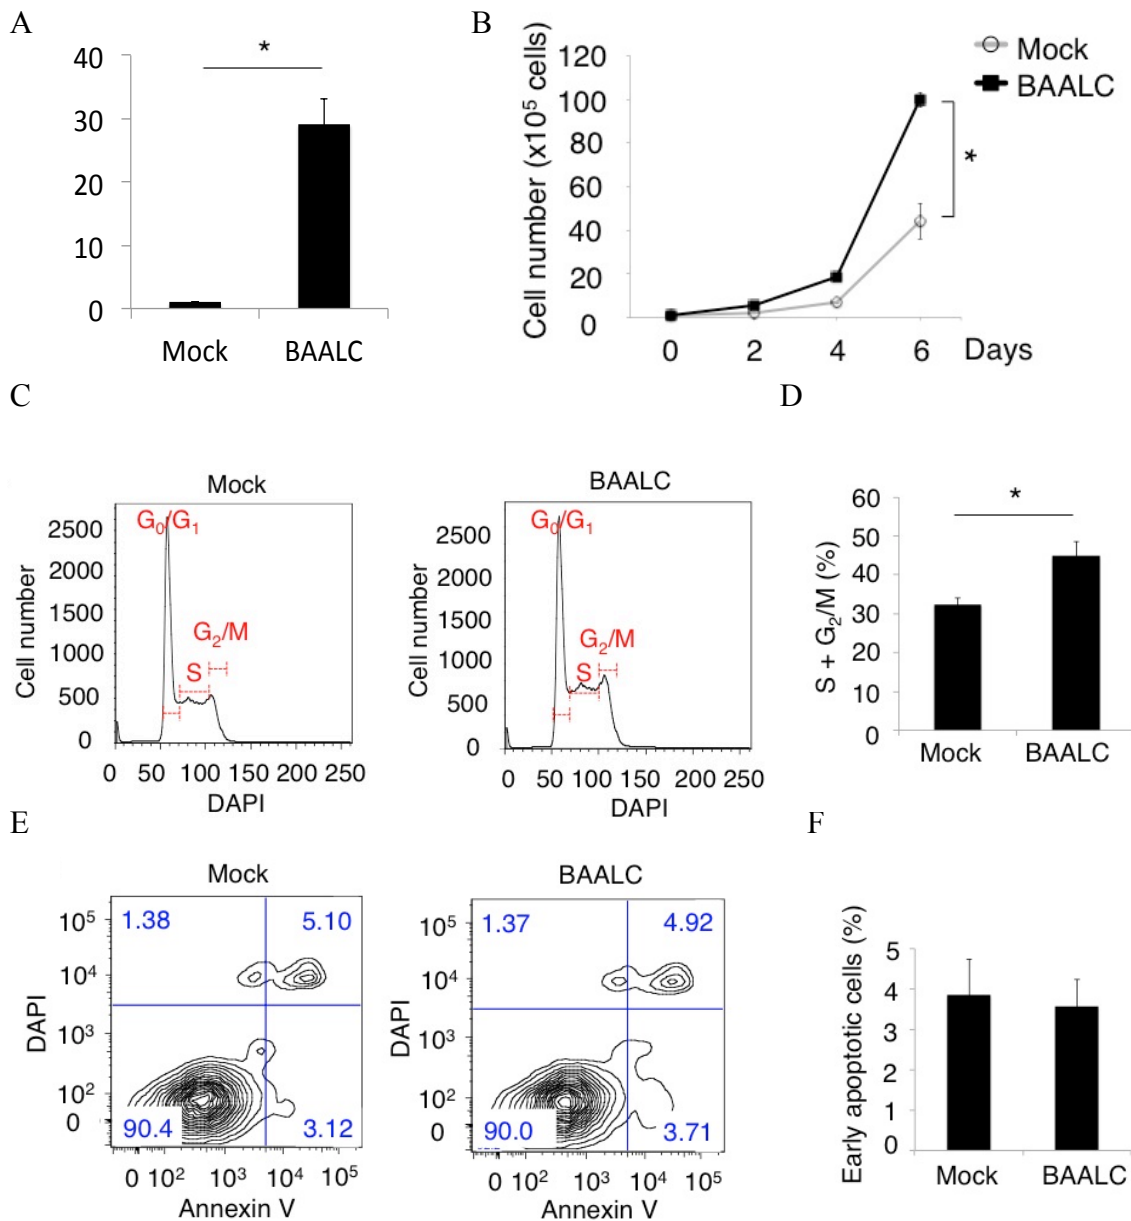 A
40
30
20
10
0
*
Mock
BAALC
B
Cell number (x10⁵ cells)
120
100
80
60
40
20
0
0
2
4
6
Days
Mock
BAALC
*
C
Mock
Cell number
2500
2000
1500
1000
500
0
G₀/G₁
S
G₂/M
0 50 100 150 200 250
DAPI
BAALC
Cell number
2500
2000
1500
1000
500
0
G₀/G₁
S
G₂/M
0 50 100 150 200 250
DAPI
D
S + G₂/M (%)
60
50
40
30
20
10
0
*
Mock
BAALC
E
Mock
DAPI
10⁵
10⁴
10³
10²
0
1.38
5.10
90.4
3.12
0 10² 10³ 10⁴ 10⁵
Annexin V
BAALC
DAPI
10⁵
10⁴
10³
10²
0
1.37
4.92
90.0
3.71
0 10² 10³ 10⁴ 10⁵
Annexin V
F
Early apoptotic cells (%)
5
4
3
2
1
0
Mock
BAALC